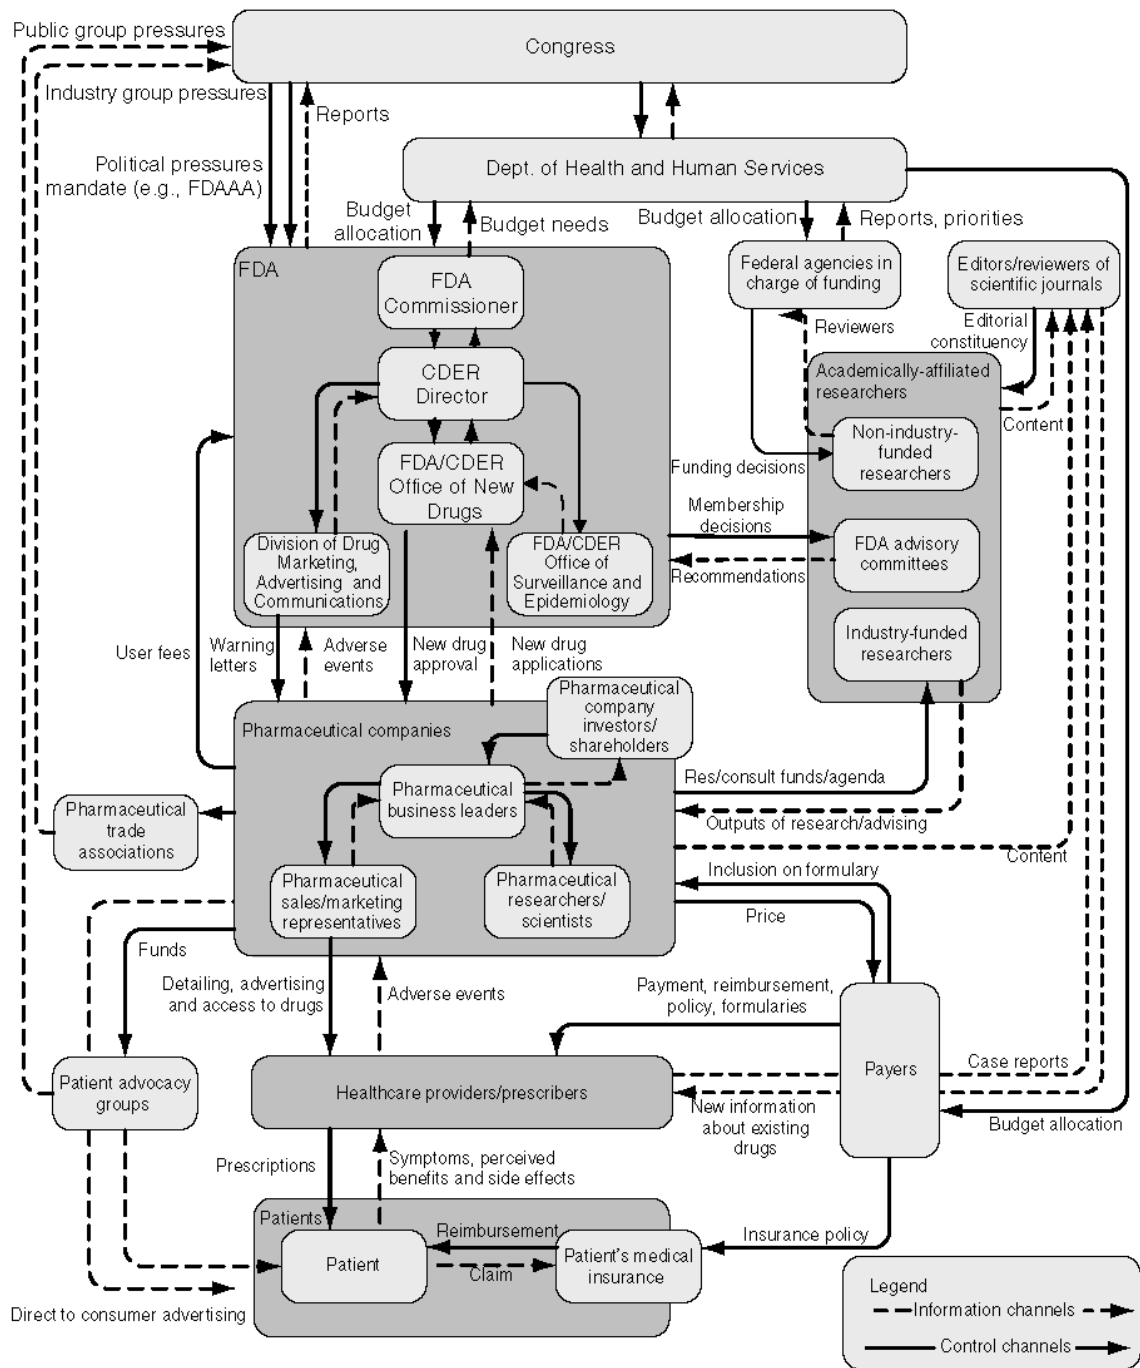 Public group pressures
Congress
Industry group pressures
Reports
Political pressures
mandate (e.g., FDAAA)
Dept. of Health and Human Services
Budget
allocation
Budget needs
Budget allocation
Reports, priorities
FDA
FDA
Commissioner
Federal agencies in
charge of funding
Editors/reviewers of
scientific journals
Reviewers
Editorial
constituency
CDER
Director
Academically-affiliated
researchers
Content
Non-industry-
funded
researchers
FDA/CDER
Office of New
Drugs
Funding decisions
Membership
decisions
Division of Drug
Marketing,
Advertising and
Communications
FDA/CDER
Office of
Surveillance and
Epidemiology
FDA advisory
committees
Recommendations
Industry-funded
researchers
User fees
Warning
letters
Adverse
events
New drug
approval
New drug
applications
Pharmaceutical
company
investors/
shareholders
Pharmaceutical companies
Pharmaceutical
business leaders
Res/consult funds/agenda
Outputs of research/advising
Pharmaceutical
trade
associations
Content
Pharmaceutical
sales/marketing
representatives
Pharmaceutical
researchers/
scientists
Inclusion on formulary
Price
Funds
Detailing, advertising
and access to drugs
Adverse events
Payment, reimbursement,
policy, formularies
Patient advocacy
groups
Healthcare providers/prescribers
Payers
Case reports
New information
about existing
drugs
Budget allocation
Prescriptions
Symptoms, perceived
benefits and side effects
Patients
Reimbursement
Insurance policy
Patient
Claim
Patient's medical
insurance
Direct to consumer advertising
Legend
Information channels
Control channels